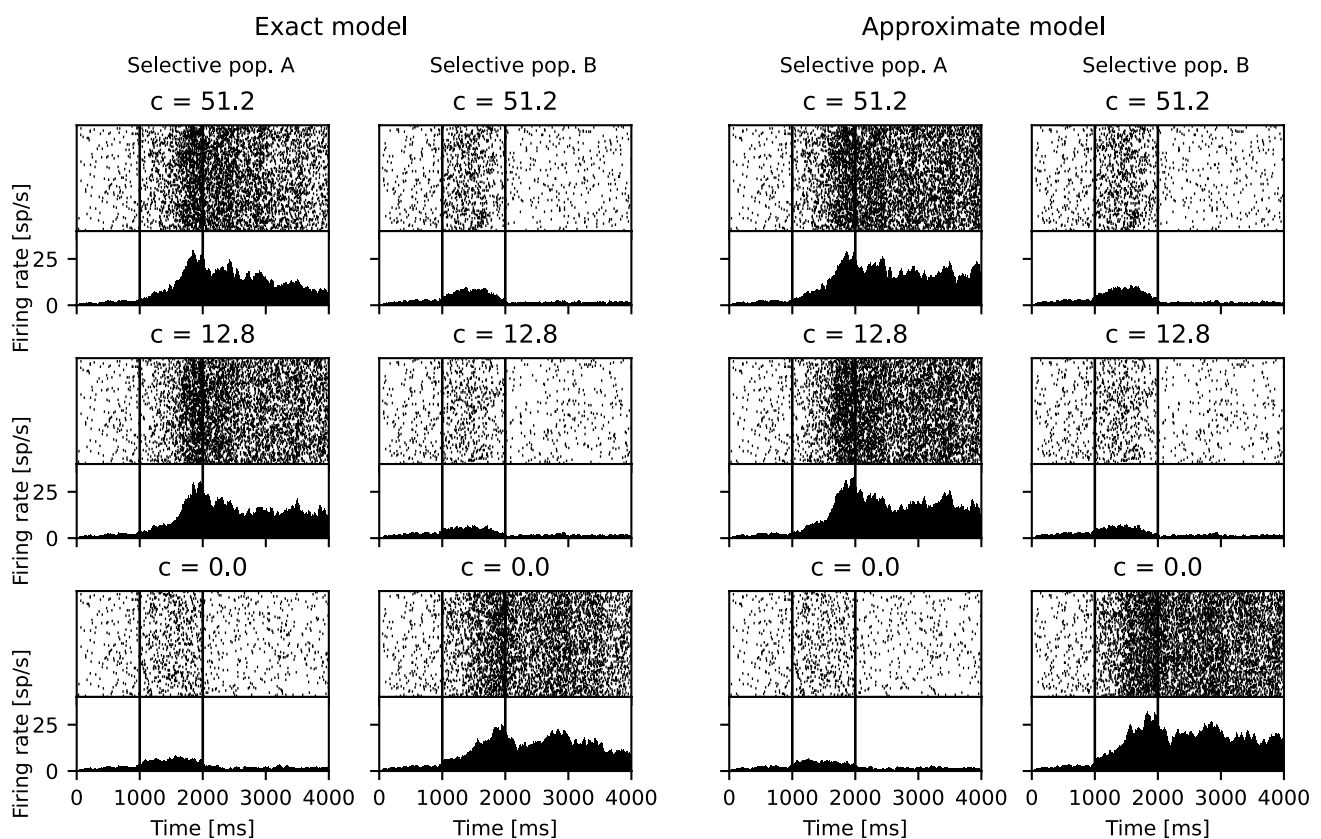 Exact model Approximate model
Selective pop. A Selective pop. B Selective pop. A Selective pop. B
c = 51.2 c = 51.2 c = 51.2 c = 51.2
Firing rate [sp/s]
25
0
c = 12.8 c = 12.8 c = 12.8 c = 12.8
Firing rate [sp/s]
25
0
c = 0.0 c = 0.0 c = 0.0 c = 0.0
Firing rate [sp/s]
25
0
0 1000 2000 3000 4000 0 1000 2000 3000 4000 0 1000 2000 3000 4000 0 1000 2000 3000 4000
Time [ms] Time [ms] Time [ms] Time [ms]